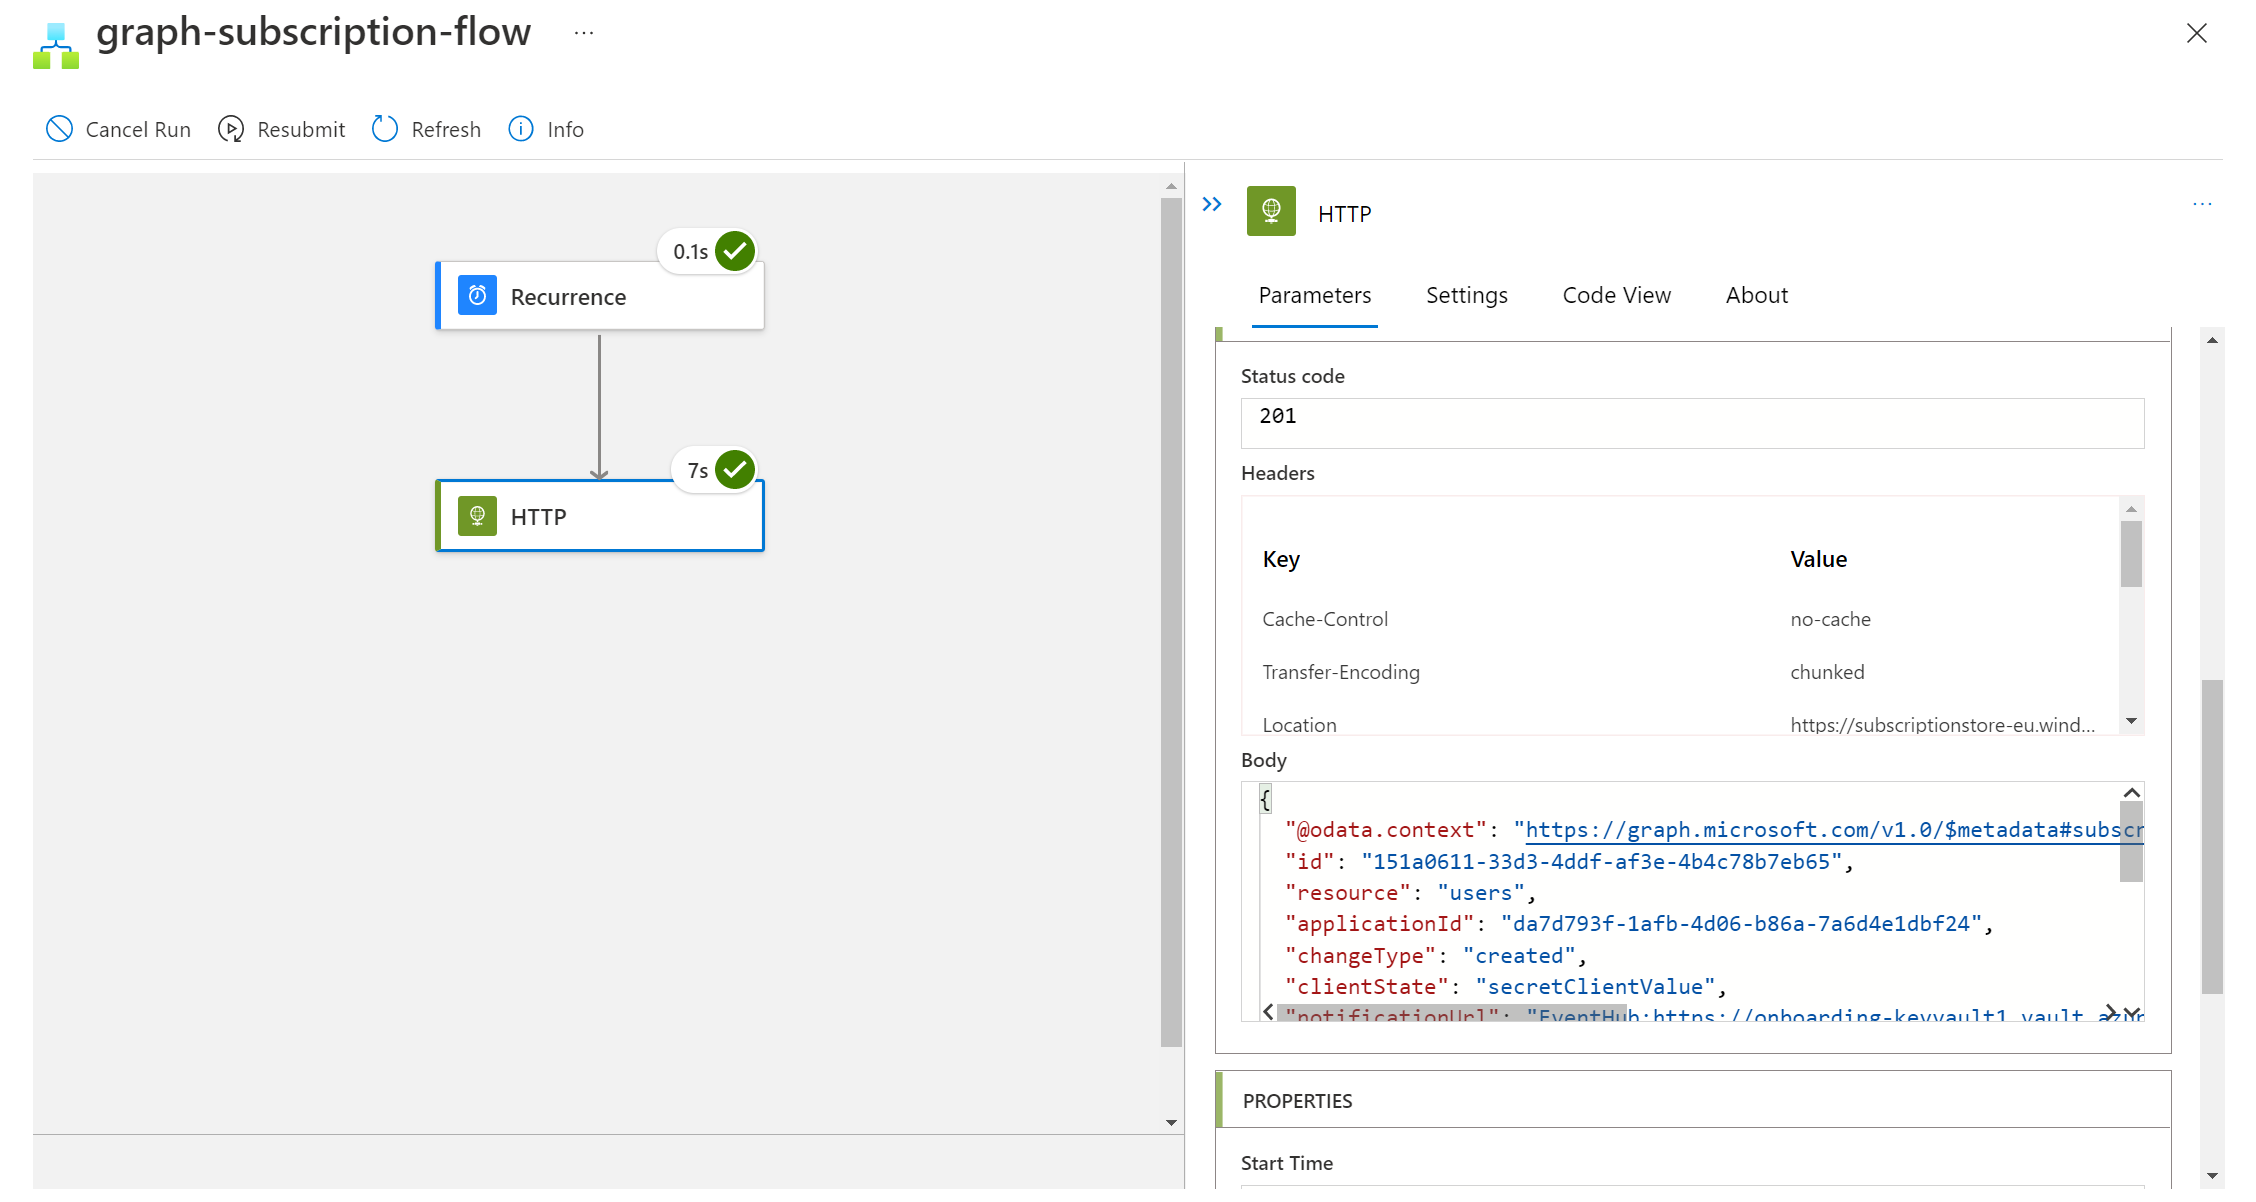 graph-subscription-flow ...
Cancel Run Resubmit Refresh Info
0.1s
Recurrence
7s
HTTP
HTTP
...
Parameters Settings Code View About
Status code
201
Headers
Key Value
Cache-Control no-cache
Transfer-Encoding chunked
Location https://subscriptionstore-eu.wind...
Body
{
"@odata.context": "https://graph.microsoft.com/v1.0/$metadata#subscr
"id": "151a0611-33d3-4ddf-af3e-4b4c78b7eb65",
"resource": "users",
"applicationId": "da7d793f-1afb-4d06-b86a-7a6d4e1dbf24",
"changeType": "created",
"clientState": "secretClientValue",
"notificationUrl": "EventHub:https://onboarding-keyvault1.vault.azur
PROPERTIES
Start Time